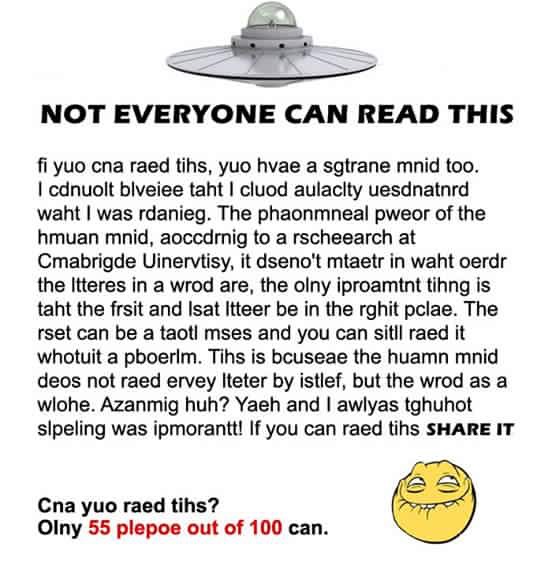 NOT EVERYONE CAN READ THIS
fi yuo cna raed tihs, yuo hvae a sgtrane mnid too.
I cdnuolt blveiee taht I cluod aulaclty uesdnatnrd
waht I was rdanieg. The phaonmneal pweor of the
hmuan mnid, aoccdrnig to a rscheearch at
Cmabrigde Uinervtisy, it dseno't mtaetr in waht oerdr
the ltteres in a wrod are, the olny iproamtnt tihng is
taht the frsit and lsat ltteer be in the rghit pclae. The
rset can be a taotl mses and you can sitll raed it
whotuit a pboerlm. Tihs is bcuseae the huamn mnid
deos not raed ervey lteter by istlef, but the wrod as a
wlohe. Azanmig huh? Yaeh and I awlyas tghuhot
slpeling was ipmorantt! If you can raed tihs SHARE IT
Cna yuo raed tihs?
Olny 55 plepoe out of 100 can.